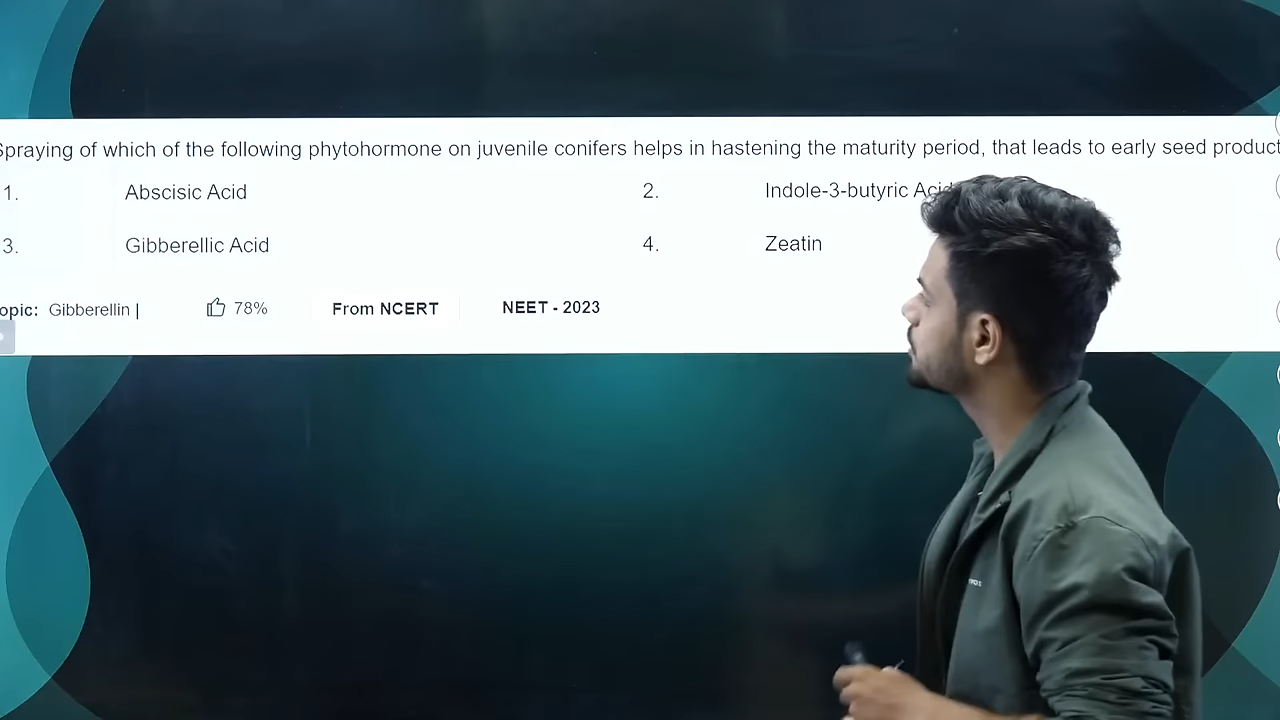 Spraying of which of the following phytohormone on juvenile conifers helps in hastening the maturity period, that leads to early seed product
1. Abscisic Acid 2. Indole-3-butyric Acid
3. Gibberellic Acid 4. Zeatin
opic: Gibberellin | 78% From NCERT NEET - 2023